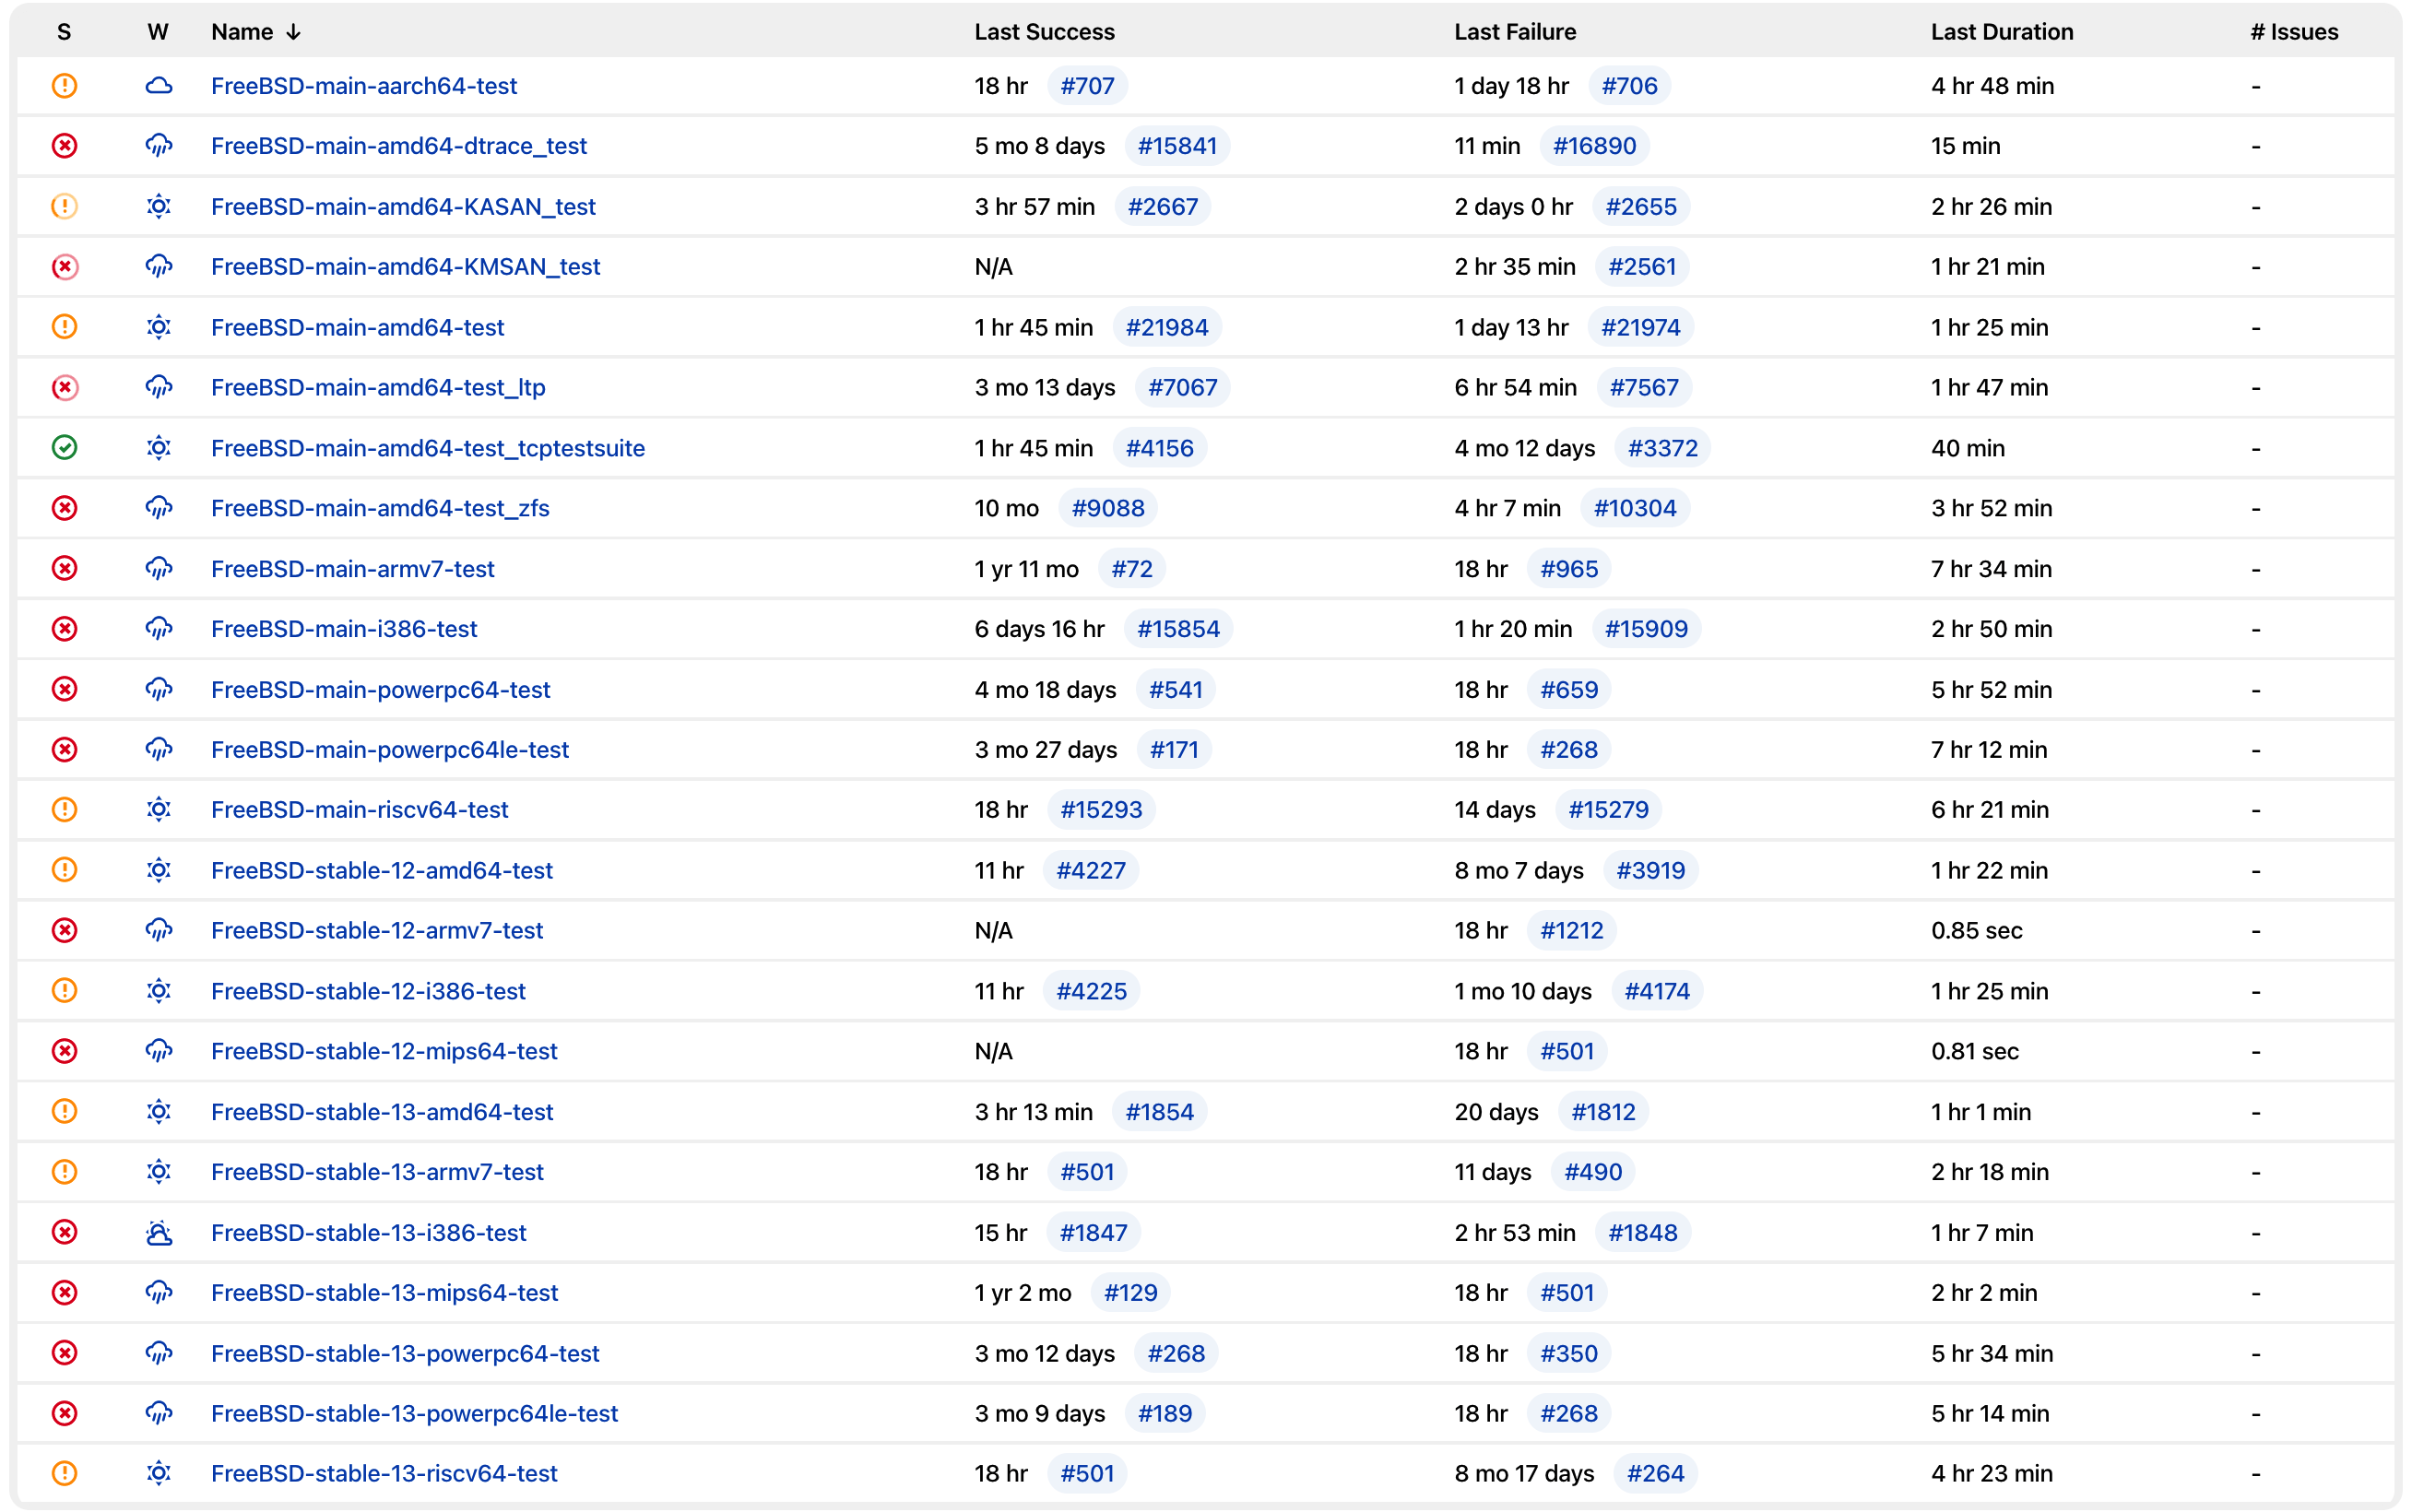 S W Name ↓ Last Success Last Failure Last Duration # Issues
FreeBSD-main-aarch64-test 18 hr #707 1 day 18 hr #706 4 hr 48 min -
FreeBSD-main-amd64-dtrace_test 5 mo 8 days #15841 11 min #16890 15 min -
FreeBSD-main-amd64-KASAN_test 3 hr 57 min #2667 2 days 0 hr #2655 2 hr 26 min -
FreeBSD-main-amd64-KMSAN_test N/A 2 hr 35 min #2561 1 hr 21 min -
FreeBSD-main-amd64-test 1 hr 45 min #21984 1 day 13 hr #21974 1 hr 25 min -
FreeBSD-main-amd64-test_ltp 3 mo 13 days #7067 6 hr 54 min #7567 1 hr 47 min -
FreeBSD-main-amd64-test_tcptestsuite 1 hr 45 min #4156 4 mo 12 days #3372 40 min -
FreeBSD-main-amd64-test_zfs 10 mo #9088 4 hr 7 min #10304 3 hr 52 min -
FreeBSD-main-armv7-test 1 yr 11 mo #72 18 hr #965 7 hr 34 min -
FreeBSD-main-i386-test 6 days 16 hr #15854 1 hr 20 min #15909 2 hr 50 min -
FreeBSD-main-powerpc64-test 4 mo 18 days #541 18 hr #659 5 hr 52 min -
FreeBSD-main-powerpc64le-test 3 mo 27 days #171 18 hr #268 7 hr 12 min -
FreeBSD-main-riscv64-test 18 hr #15293 14 days #15279 6 hr 21 min -
FreeBSD-stable-12-amd64-test 11 hr #4227 8 mo 7 days #3919 1 hr 22 min -
FreeBSD-stable-12-armv7-test N/A 18 hr #1212 0.85 sec -
FreeBSD-stable-12-i386-test 11 hr #4225 1 mo 10 days #4174 1 hr 25 min -
FreeBSD-stable-12-mips64-test N/A 18 hr #501 0.81 sec -
FreeBSD-stable-13-amd64-test 3 hr 13 min #1854 20 days #1812 1 hr 1 min -
FreeBSD-stable-13-armv7-test 18 hr #501 11 days #490 2 hr 18 min -
FreeBSD-stable-13-i386-test 15 hr #1847 2 hr 53 min #1848 1 hr 7 min -
FreeBSD-stable-13-mips64-test 1 yr 2 mo #129 18 hr #501 2 hr 2 min -
FreeBSD-stable-13-powerpc64-test 3 mo 12 days #268 18 hr #350 5 hr 34 min -
FreeBSD-stable-13-powerpc64le-test 3 mo 9 days #189 18 hr #268 5 hr 14 min -
FreeBSD-stable-13-riscv64-test 18 hr #501 8 mo 17 days #264 4 hr 23 min -